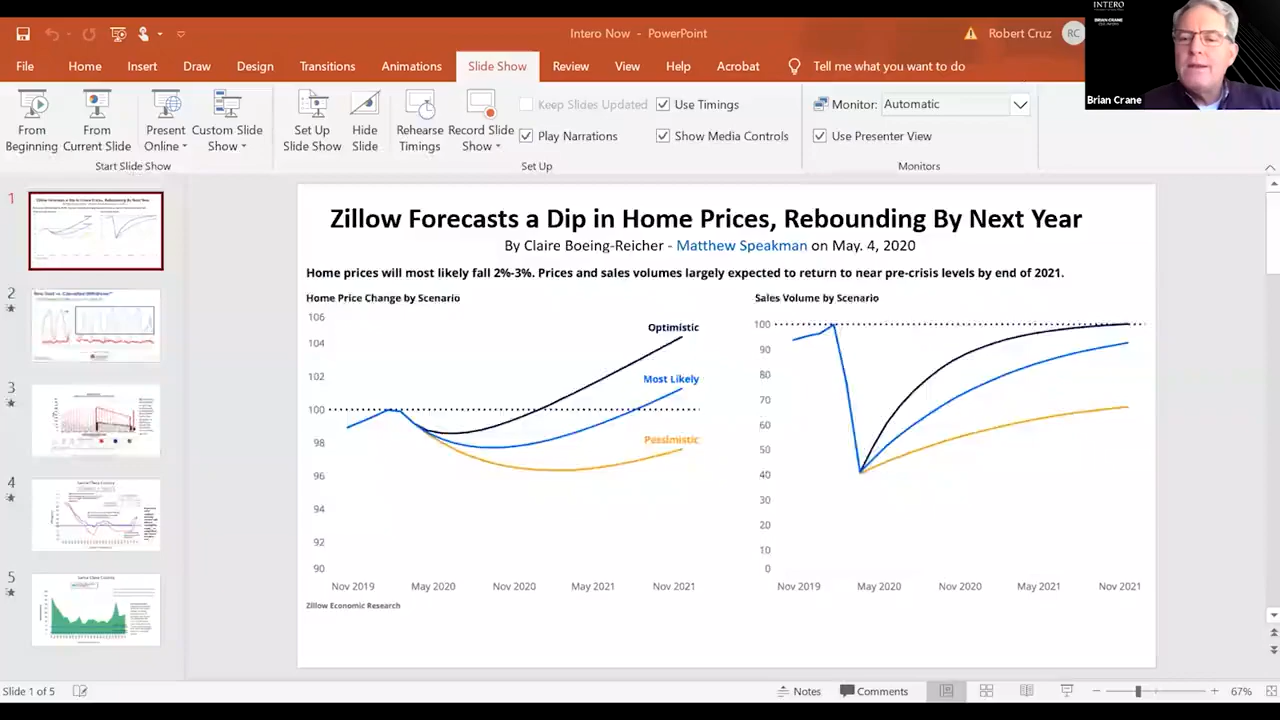 Intero Now - PowerPoint
Robert Cruz
RC
INTERO
BRIAN CRANE
Brian Crane
File Home Insert Draw Design Transitions Animations Slide Show Review View Help Acrobat Tell me what you want to do
From Beginning
From Current Slide
Present Online
Custom Slide Show
Start Slide Show
Set Up Slide Show
Hide Slide
Rehearse Timings
Record Slide Show
Keep Slides Updated
Use Timings
Play Narrations
Show Media Controls
Set Up
Monitor: Automatic
Use Presenter View
Monitors
1
2
3
4
5
Zillow Forecasts a Dip in Home Prices, Rebounding By Next Year
By Claire Boeing-Reicher - Matthew Speakman on May. 4, 2020
Home prices will most likely fall 2%-3%. Prices and sales volumes largely expected to return to near pre-crisis levels by end of 2021.
Home Price Change by Scenario
106
104
102
100
98
96
94
92
90
Optimistic
Most Likely
Pessimistic
Nov 2019 May 2020 Nov 2020 May 2021 Nov 2021
Sales Volume by Scenario
100
90
80
70
60
50
40
30
20
10
0
Nov 2019 May 2020 Nov 2020 May 2021 Nov 2021
Zillow Economic Research
Slide 1 of 5
Notes
Comments
67%